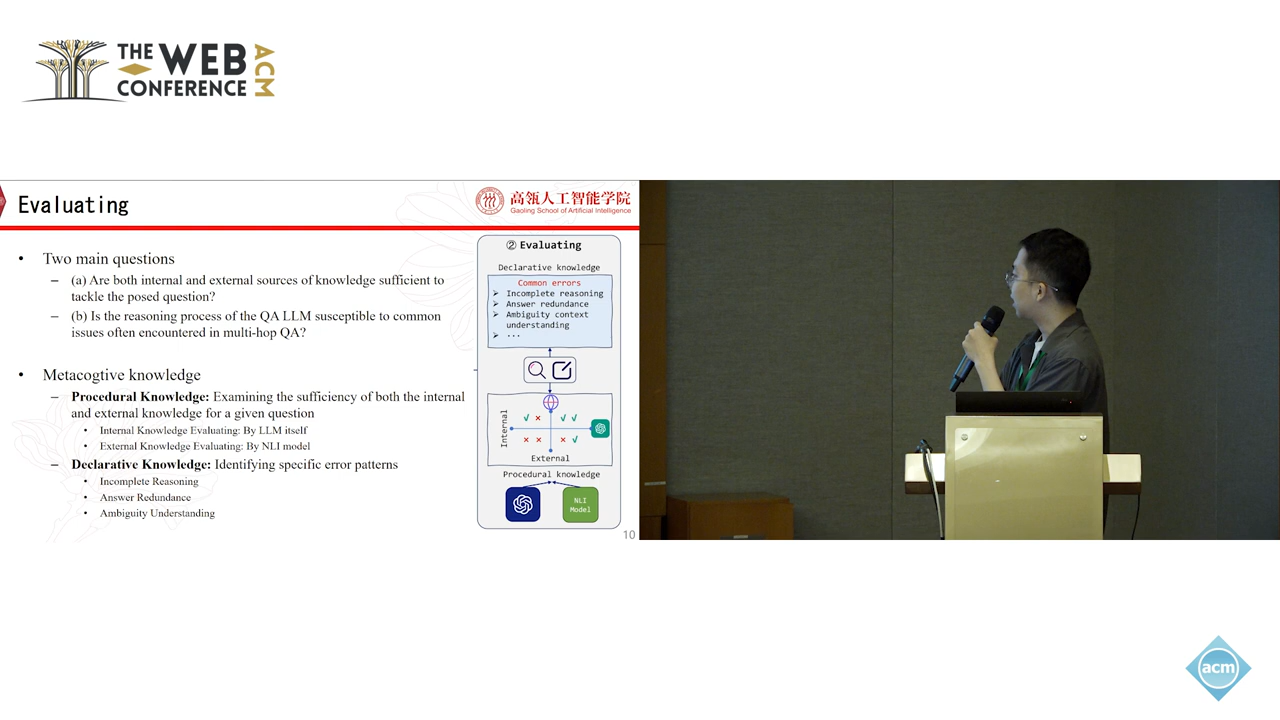 THE WEB
CONFERENCE
ACM
Evaluating
高瓴人工智能学院
Gaoling School of Artificial Intelligence
• Two main questions
– (a) Are both internal and external sources of knowledge sufficient to
tackle the posed question?
– (b) Is the reasoning process of the QA LLM susceptible to common
issues often encountered in multi-hop QA?
• Metacogtive knowledge
– Procedural Knowledge: Examining the sufficiency of both the internal
and external knowledge for a given question
• Internal Knowledge Evaluating: By LLM itself
• External Knowledge Evaluating: By NLI model
– Declarative Knowledge: Identifying specific error patterns
• Incomplete Reasoning
• Answer Redundance
• Ambiguity Understanding
② Evaluating
Declarative knowledge
Common errors
➢ Incomplete reasoning
➢ Answer redundance
➢ Ambiguity context
understanding
➢ ...
Internal
✓ × ✓ ✓
× × × ✓
External
Procedural knowledge
NLI
Model
10
acm